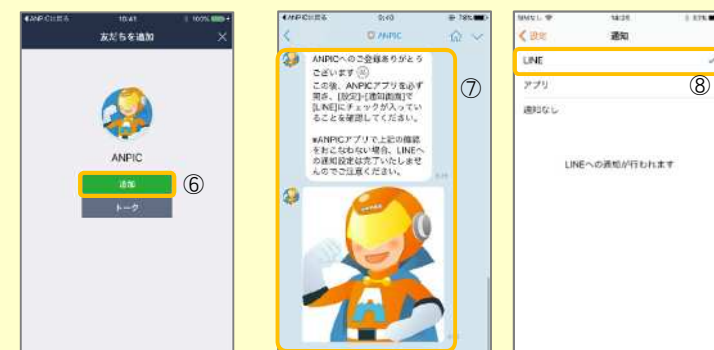 10:41
100%
友だちを追加
ANPIC
追加
トーク
⑥
ANPIC
ANPICへのご登録ありがとう
ございます
この後、ANPICアプリを必ず
開き、[設定]-[通知画面]で
[LINE]にチェックが入ってい
ることを確認してください。
※ANPICアプリで上記の確認
をおこなわない場合、LINEへ
の通知設定は完了いたしませ
んのでご注意ください。
⑦
設定
通知
LINE
アプリ
通知なし
LINEへの通知が行われます
⑧